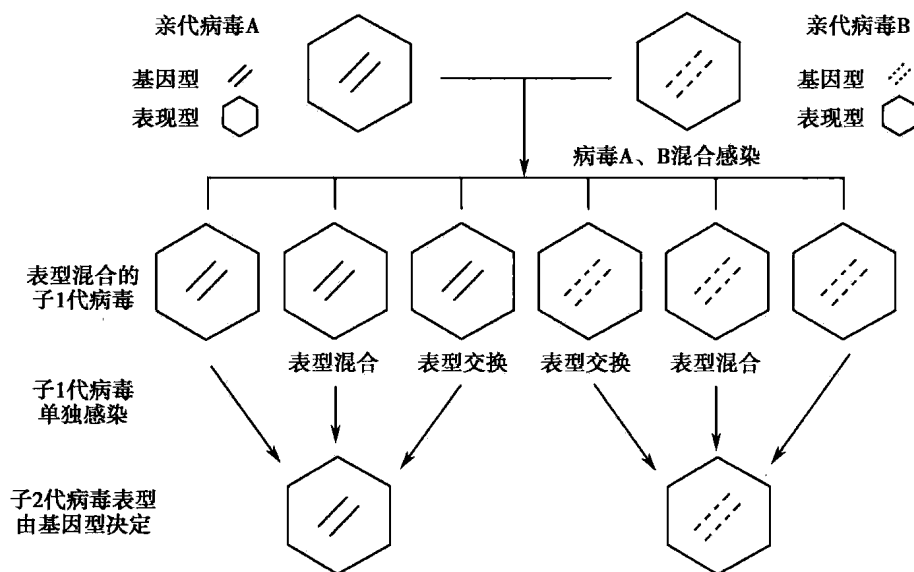 亲代病毒A
亲代病毒B
基因型
基因型
表现型
表现型
病毒A、B混合感染
表型混合的
子1代病毒
表型混合
表型交换
表型交换
表型混合
子1代病毒
单独感染
子2代病毒表型
由基因型决定